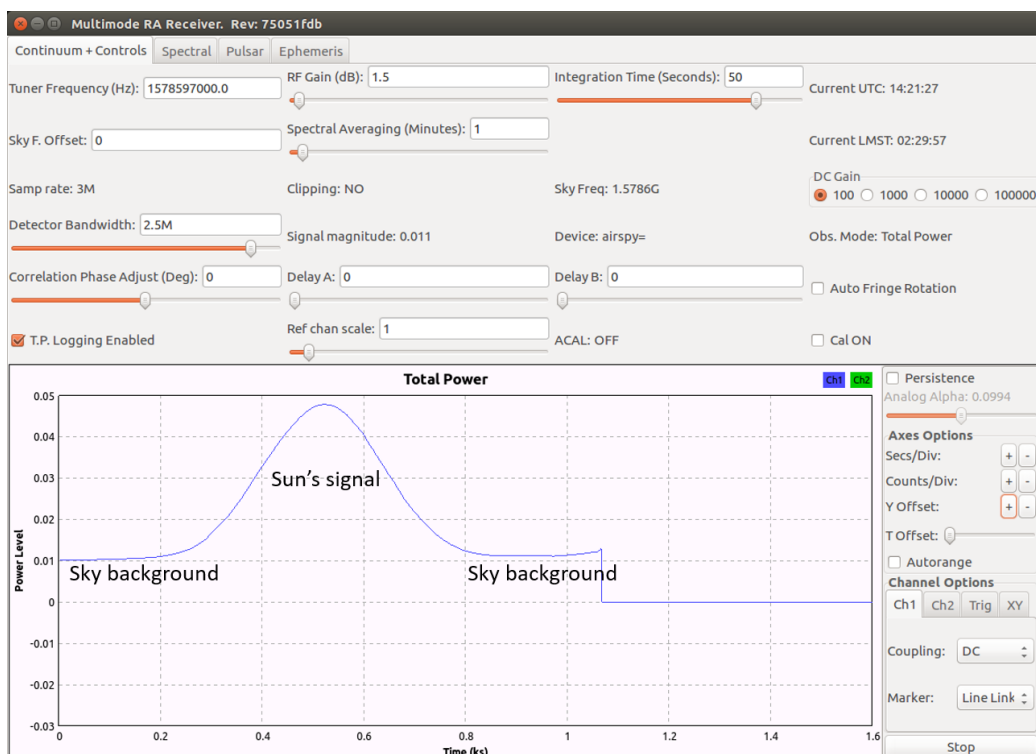 Multimode RA Receiver. Rev: 75051fdb
Continuum + Controls Spectral Pulsar Ephemeris
Tuner Frequency (Hz): 1578597000.0 RF Gain (dB): 1.5 Integration Time (Seconds): 50 Current UTC: 14:21:27
Sky F. Offset: 0 Spectral Averaging (Minutes): 1 Current LMST: 02:29:57
Samp rate: 3M Clipping: NO Sky Freq: 1.5786G DC Gain
100 1000 10000 100000
Detector Bandwidth: 2.5M Signal magnitude: 0.011 Device: airspy= Obs. Mode: Total Power
Correlation Phase Adjust (Deg): 0 Delay A: 0 Delay B: 0 Auto Fringe Rotation
T.P. Logging Enabled Ref chan scale: 1 ACAL: OFF Cal ON
Total Power
Ch1 Ch2
0.05
0.04
0.03
0.02
0.01
0
-0.01
-0.02
-0.03
Power Level
Sun's signal
Sky background
Sky background
0 0.2 0.4 0.6 0.8 1 1.2 1.4 1.6
Time (ks)
Persistence
Analog Alpha: 0.0994
Axes Options
Secs/Div: + -
Counts/Div: + -
Y Offset: + -
T Offset:
Autorange
Channel Options
Ch1 Ch2 Trig XY
Coupling: DC
Marker: Line Link
Stop